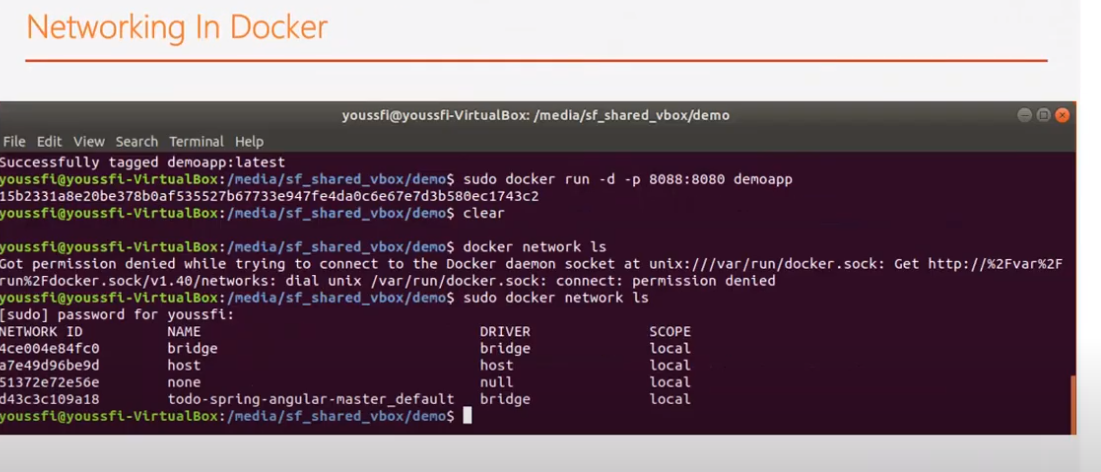 Networking In Docker
youssfi@youssfi-VirtualBox: /media/sf_shared_vbox/demo
File Edit View Search Terminal Help
Successfully tagged demoapp:latest
youssfi@youssfi-VirtualBox:/media/sf_shared_vbox/demo$ sudo docker run -d -p 8088:8080 demoapp
15b2331a8e20be378b0af535527b67733e947fe4da0c6e67e7d3b580ec1743c2
youssfi@youssfi-VirtualBox:/media/sf_shared_vbox/demo$ clear
youssfi@youssfi-VirtualBox:/media/sf_shared_vbox/demo$ docker network ls
Got permission denied while trying to connect to the Docker daemon socket at unix:///var/run/docker.sock: Get http://%2Fvar%2F
run%2Fdocker.sock/v1.40/networks: dial unix /var/run/docker.sock: connect: permission denied
youssfi@youssfi-VirtualBox:/media/sf_shared_vbox/demo$ sudo docker network ls
[sudo] password for youssfi:
NETWORK ID NAME DRIVER SCOPE
4ce004e84fc0 bridge bridge local
a7e49d96be9d host host local
51372e72e56e none null local
d43c3c109a18 todo-spring-angular-master_default bridge local
youssfi@youssfi-VirtualBox:/media/sf_shared_vbox/demo$